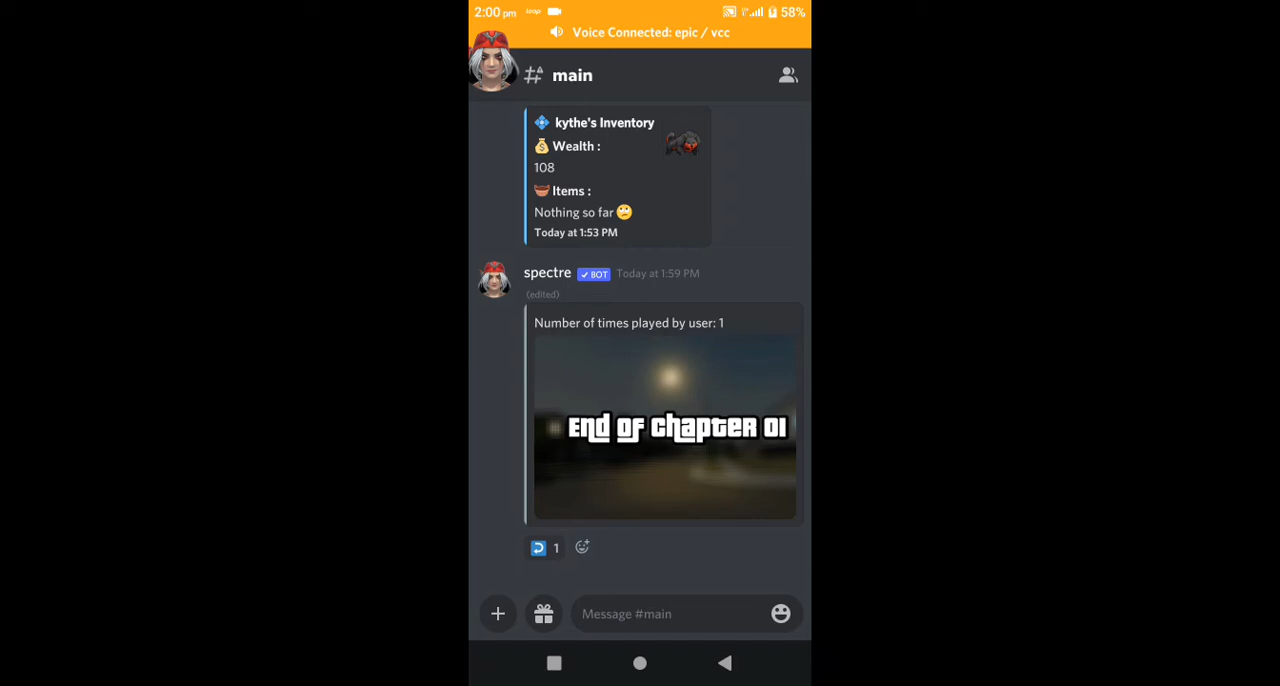 2:00 pm loop 58%
Voice Connected: epic / vcc
main
kythe's Inventory
Wealth :
108
Items :
Nothing so far
Today at 1:53 PM
spectre BOT Today at 1:59 PM
(edited)
Number of times played by user: 1
End of chapter 01
1
Message #main